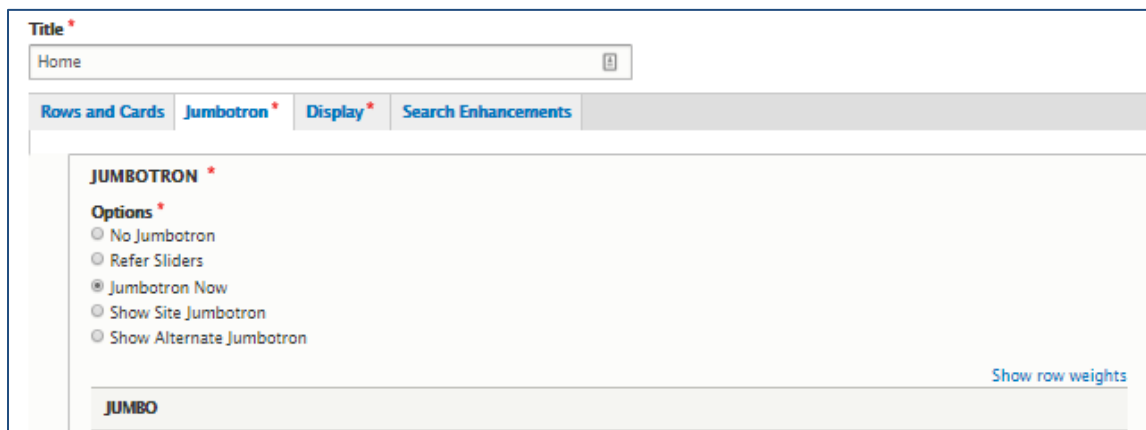 Title *
Home
Rows and Cards Jumbotron * Display * Search Enhancements
JUMBOTRON *
Options *
No Jumbotron
Refer Sliders
Jumbotron Now
Show Site Jumbotron
Show Alternate Jumbotron
Show row weights
JUMBO